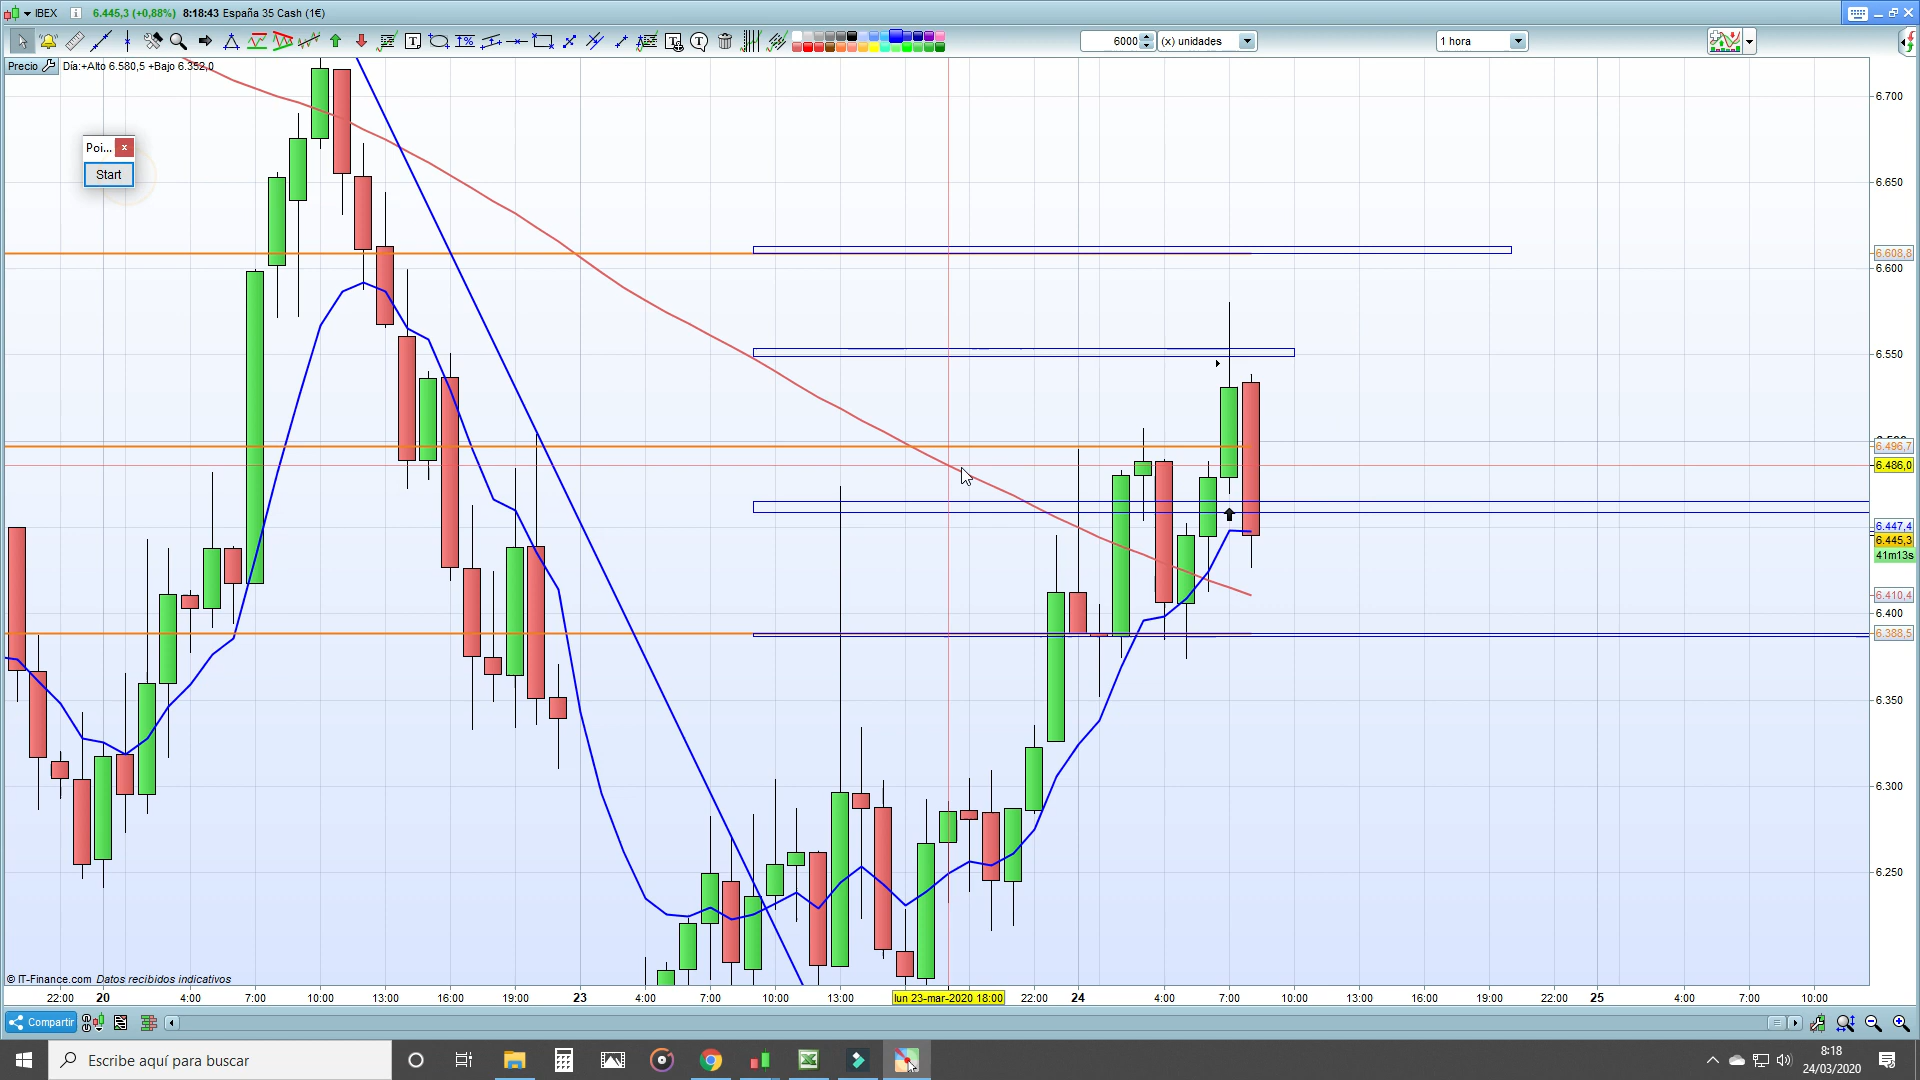 IBEX 6.445,3 (+0,88%) 8:18:43 España 35 Cash (1€)
6000 (x) unidades 1 hora
Precio Día:+Alto 6.580,5 +Bajo 6.352,0
Poi... x
Start
6.700
6.650
6.608,8
6.600
6.550
6.496,7
6.486,0
6.447,4
6.445,3
41m13s
6.410,4
6.400
6.388,5
6.350
6.300
6.250
© IT-Finance.com Datos recibidos indicativos
22:00 20 4:00 7:00 10:00 13:00 16:00 19:00 23 4:00 7:00 10:00 13:00 lun 23-mar-2020 18:00 22:00 24 4:00 7:00 10:00 13:00 16:00 19:00 22:00 25 4:00 7:00 10:00
Compartir
Escribe aquí para buscar
8:18
24/03/2020